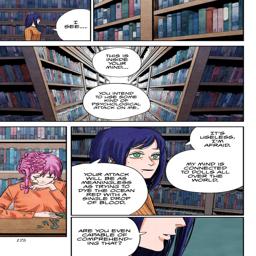 I
SEE...
THIS IS
INSIDE
YOUR
MIND...
YOU INTEND
TO USE SOME
KIND OF
PSYCHOLOGICAL
ATTACK ON ME.
IT'S
USELESS,
I'M
AFRAID.
MY MIND IS
CONNECTED
TO DOLLS ALL
OVER THE
WORLD.
YOUR ATTACK
WILL BE AS
MEANINGLESS
AS TRYING TO
DYE THE OCEAN
RED WITH A
SINGLE DROP
OF BLOOD.
ARE YOU EVEN
CAPABLE OF
COMPREHEND-
ING THAT?